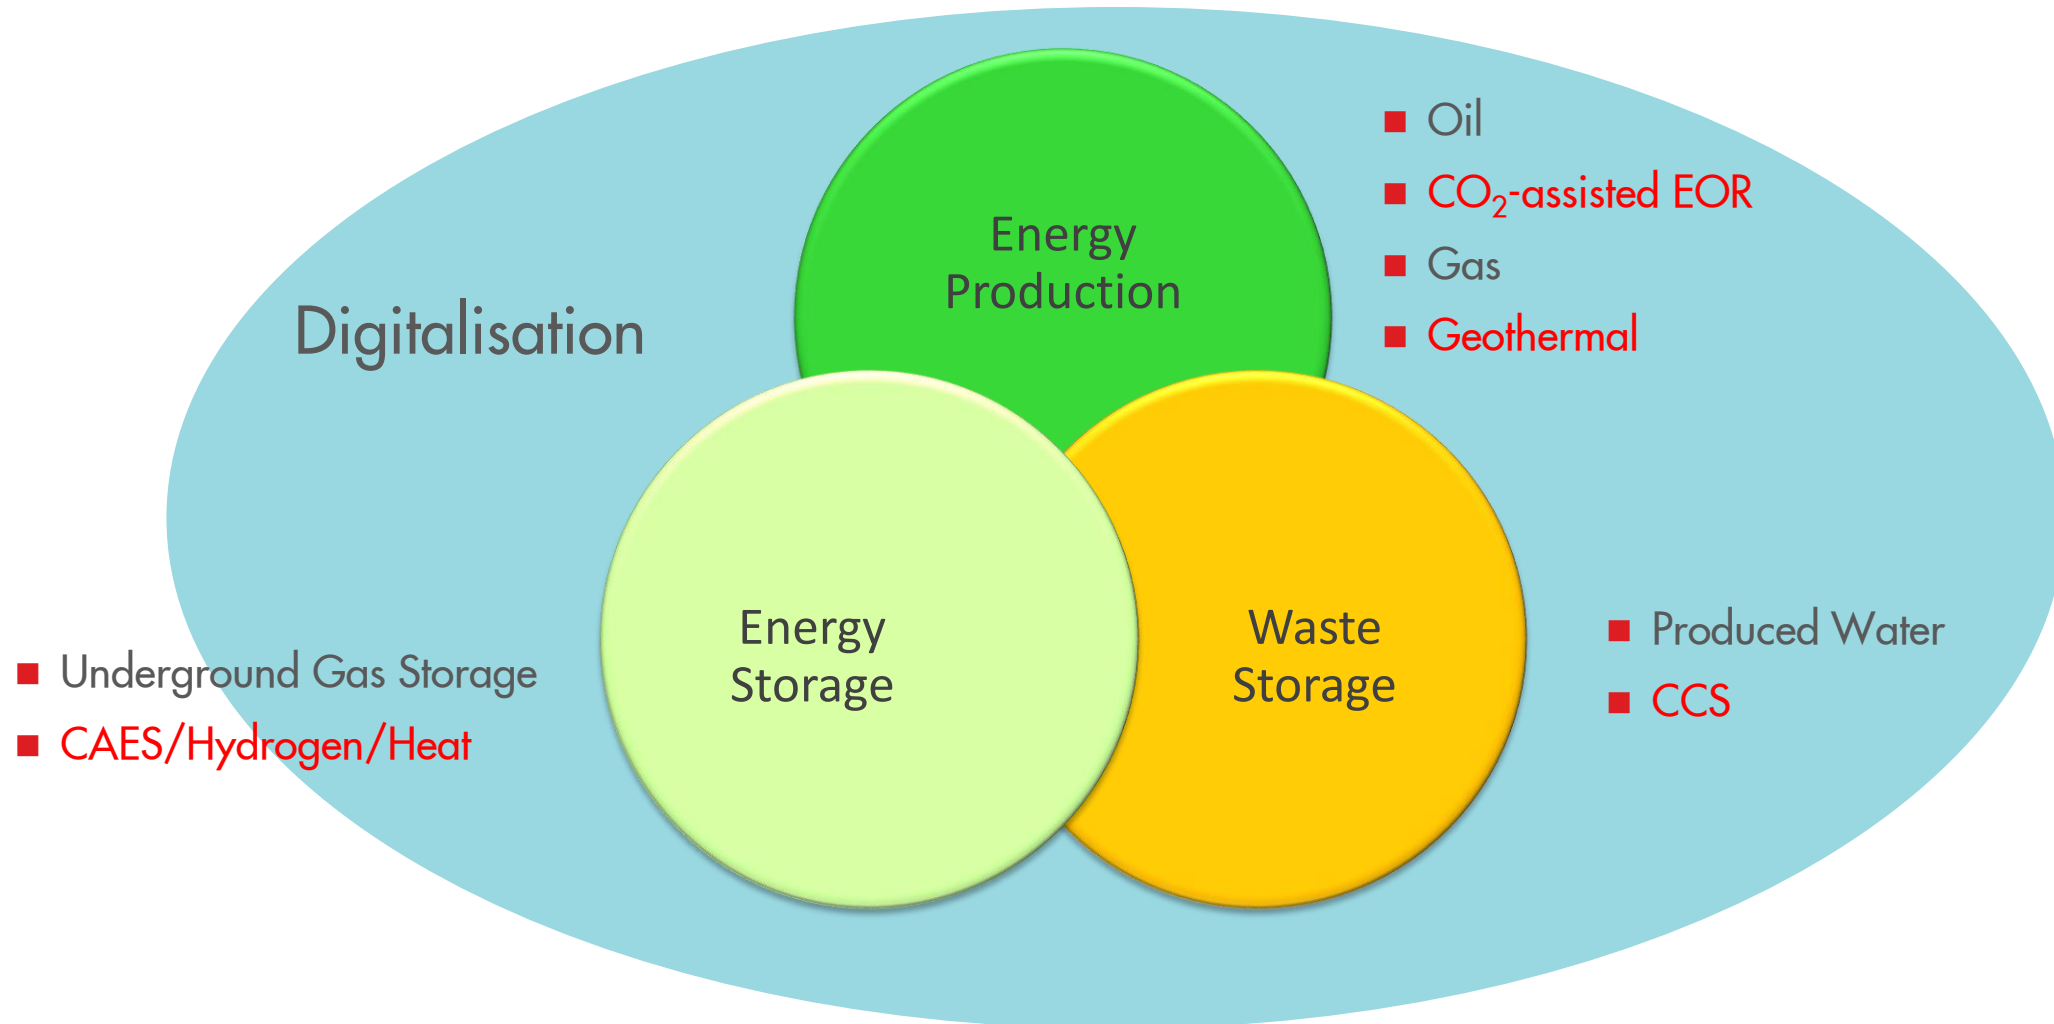 Energy
Production
■ Oil
■ CO₂-assisted EOR
■ Gas
■ Geothermal
Digitalisation
Energy
Storage
Waste
Storage
■ Underground Gas Storage
■ CAES/Hydrogen/Heat
■ Produced Water
■ CCS